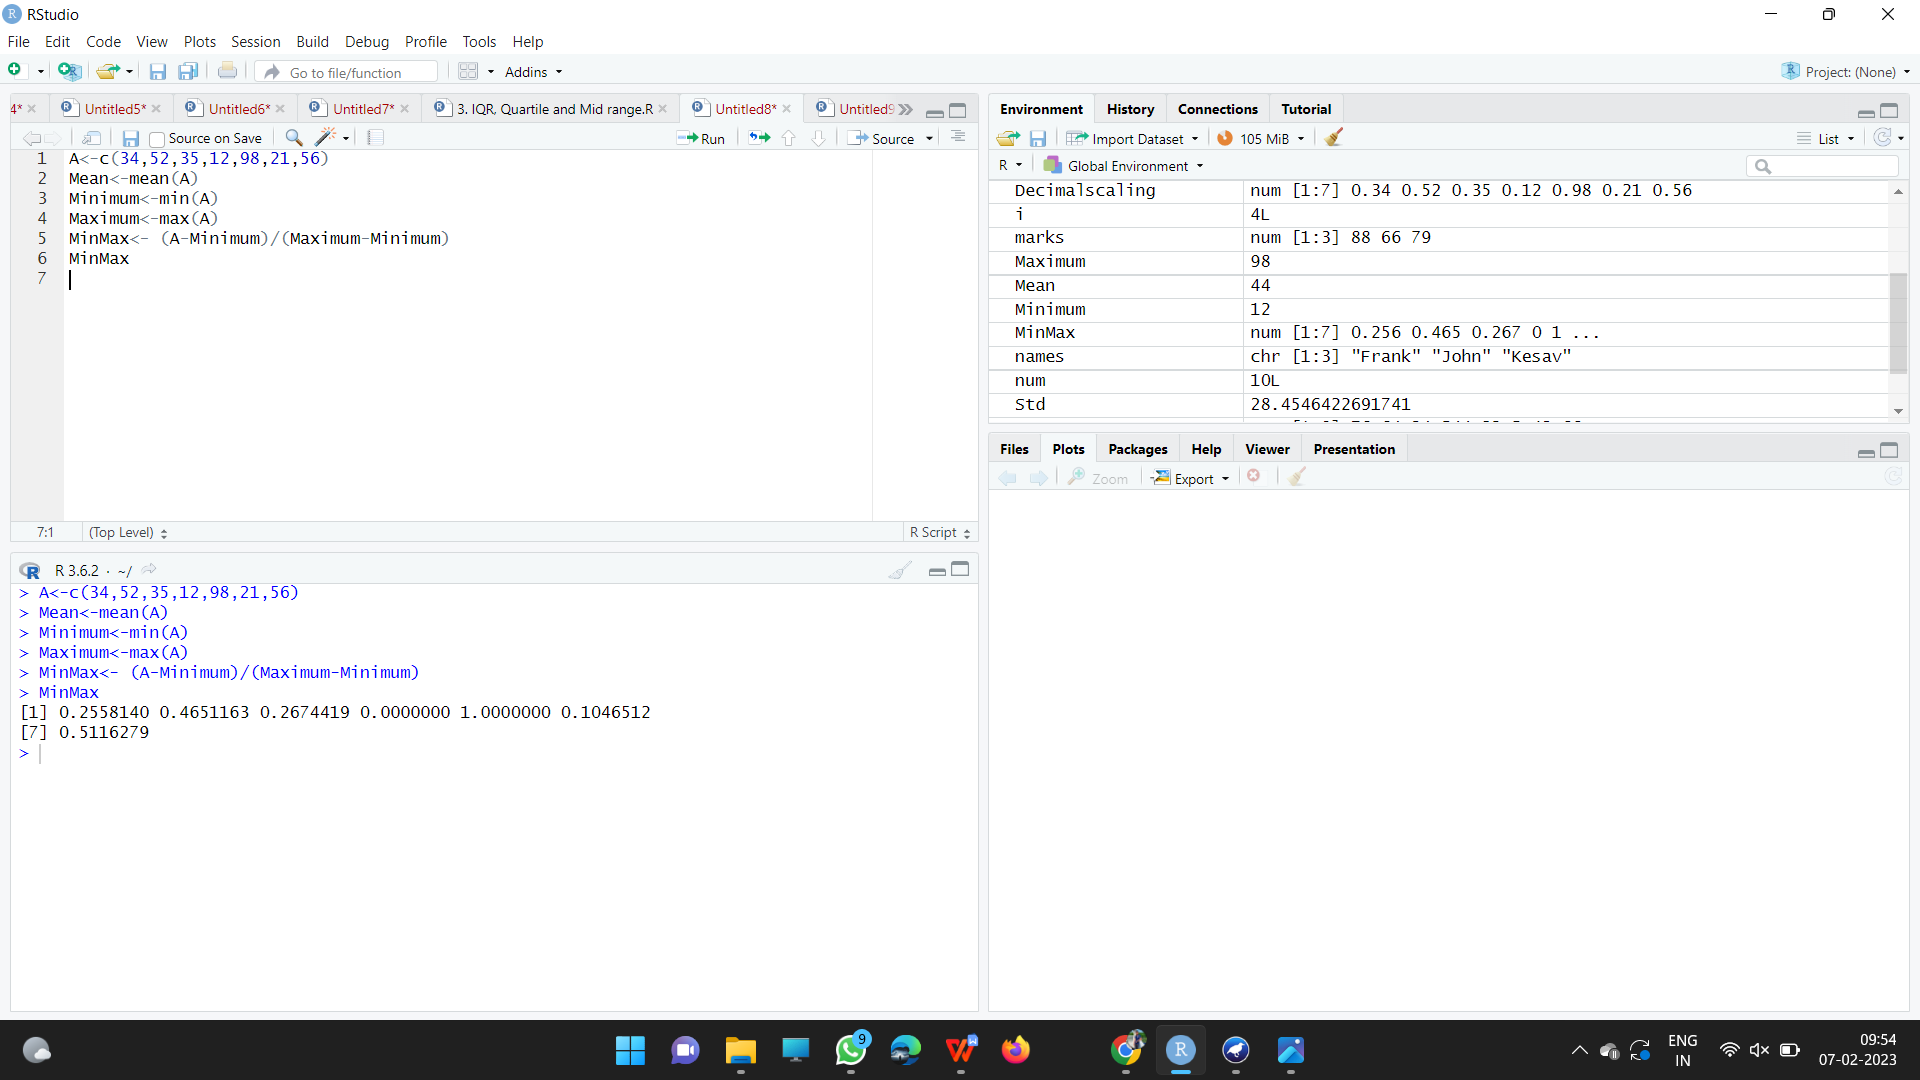 RStudio
File Edit Code View Plots Session Build Debug Profile Tools Help
Go to file/function Addins Project: (None)
4* Untitled5* Untitled6* Untitled7* 3. IQR, Quartile and Mid range.R Untitled8* Untitled9
Source on Save Run Source
1 A<-c(34,52,35,12,98,21,56)
2 Mean<-mean(A)
3 Minimum<-min(A)
4 Maximum<-max(A)
5 MinMax<- (A-Minimum)/(Maximum-Minimum)
6 MinMax
7
7:1 (Top Level) R Script
R 3.6.2 · ~/
> A<-c(34,52,35,12,98,21,56)
> Mean<-mean(A)
> Minimum<-min(A)
> Maximum<-max(A)
> MinMax<- (A-Minimum)/(Maximum-Minimum)
> MinMax
[1] 0.2558140 0.4651163 0.2674419 0.0000000 1.0000000 0.1046512
[7] 0.5116279
>
Environment History Connections Tutorial
Import Dataset 105 MiB List
R Global Environment
Decimalscaling num [1:7] 0.34 0.52 0.35 0.12 0.98 0.21 0.56
i 4L
marks num [1:3] 88 66 79
Maximum 98
Mean 44
Minimum 12
MinMax num [1:7] 0.256 0.465 0.267 0 1 ...
names chr [1:3] "Frank" "John" "Kesav"
num 10L
Std 28.4546422691741
Files Plots Packages Help Viewer Presentation
Zoom Export
9
ENG
IN
09:54
07-02-2023